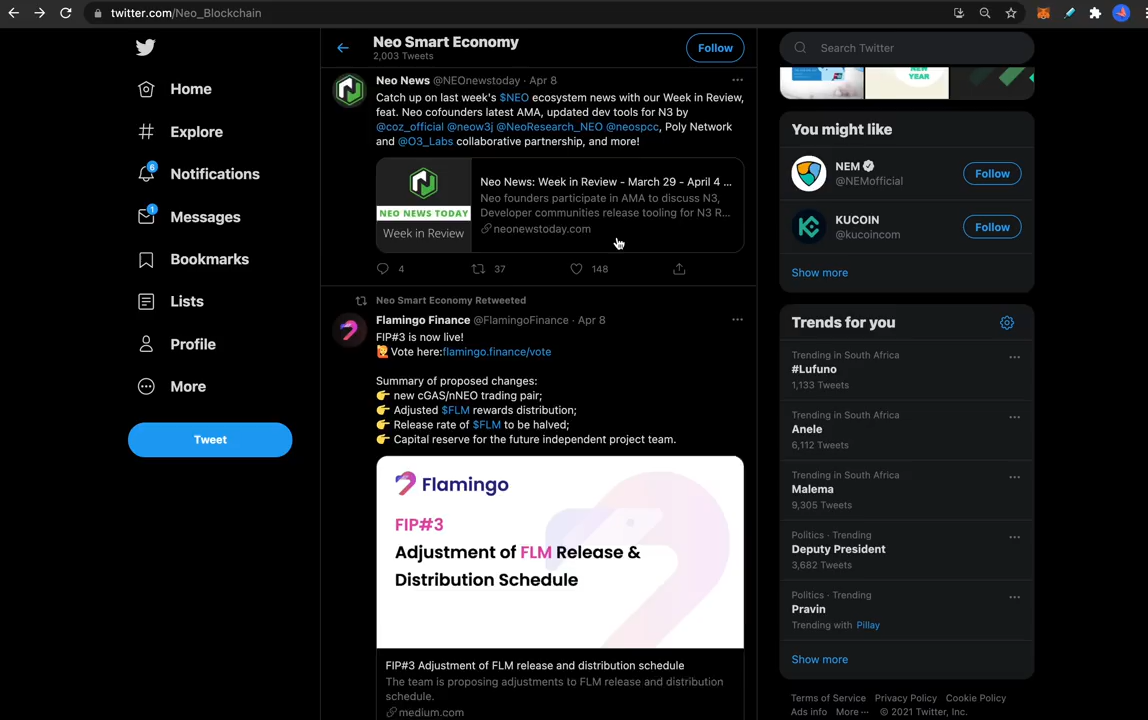 twitter.com/Neo_Blockchain
Home
Explore
6
Notifications
1
Messages
Bookmarks
Lists
Profile
More
Tweet
Neo Smart Economy
2,003 Tweets
Follow
Neo News @NEOnewstoday · Apr 8
Catch up on last week's $NEO ecosystem news with our Week in Review,
feat. Neo cofounders latest AMA, updated dev tools for N3 by
@coz_official @neow3j @NeoResearch_NEO @neospcc, Poly Network
and @O3_Labs collaborative partnership, and more!
NEO NEWS TODAY
Week in Review
Neo News: Week in Review - March 29 - April 4 ...
Neo founders participate in AMA to discuss N3,
Developer communities release tooling for N3 R...
neonewstoday.com
4 37 148
Neo Smart Economy Retweeted
Flamingo Finance @FlamingoFinance · Apr 8
FIP#3 is now live!
🙋Vote here:flamingo.finance/vote
Summary of proposed changes:
👉 new cGAS/nNEO trading pair;
👉 Adjusted $FLM rewards distribution;
👉 Release rate of $FLM to be halved;
👉 Capital reserve for the future independent project team.
Flamingo
FIP#3
Adjustment of FLM Release &
Distribution Schedule
FIP#3 Adjustment of FLM release and distribution schedule
The team is proposing adjustments to FLM release and distribution
schedule.
medium.com
Search Twitter
NEW
YEAR
You might like
NEM
@NEMofficial
Follow
KUCOIN
@kucoincom
Follow
Show more
Trends for you
Trending in South Africa
#Lufuno
1,133 Tweets
Trending in South Africa
Anele
6,112 Tweets
Trending in South Africa
Malema
9,305 Tweets
Politics · Trending
Deputy President
3,682 Tweets
Politics · Trending
Pravin
Trending with Pillay
Show more
Terms of Service Privacy Policy Cookie Policy
Ads info More ··· © 2021 Twitter, Inc.